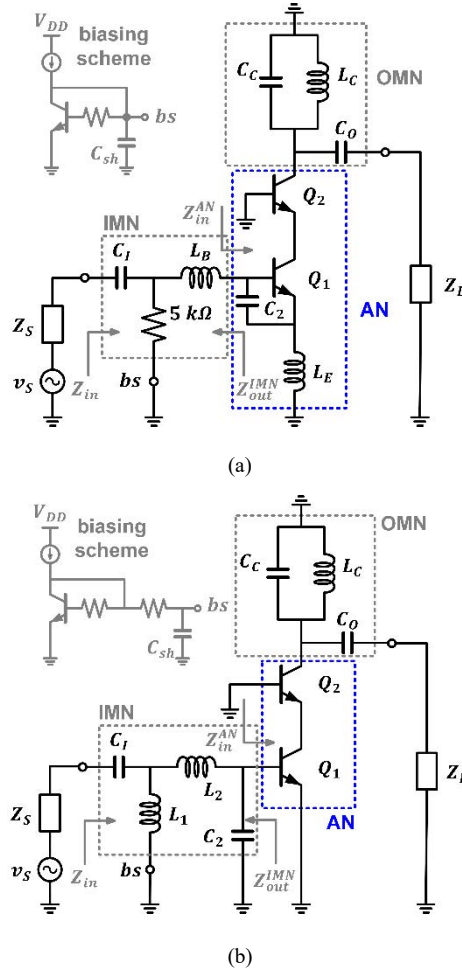 V_DD
biasing
scheme
bs
C_sh
C_C
L_C
OMN
C_O
Q_2
Z_in^AN
IMN
C_I
L_B
Q_1
Z_S
5 kΩ
C_2
AN
Z_L
v_S
Z_in
bs
Z_out^IMN
L_E
(a)
V_DD
biasing
scheme
bs
C_sh
C_C
L_C
OMN
C_O
Q_2
IMN
Z_in^AN
C_I
L_2
Q_1
Z_S
L_1
C_2
AN
v_S
Z_in
bs
Z_out^IMN
(b)